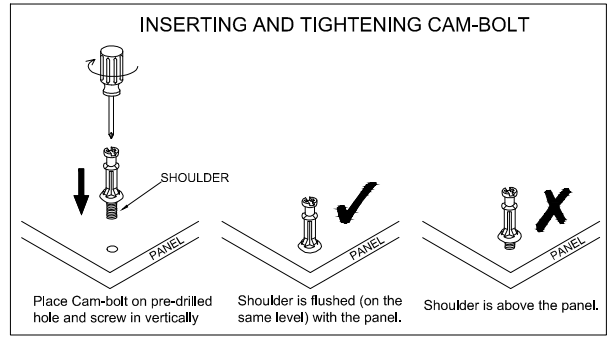 INSERTING AND TIGHTENING CAM-BOLT
SHOULDER
PANEL
Place Cam-bolt on pre-drilled
hole and screw in vertically
PANEL
Shoulder is flushed (on the
same level) with the panel.
PANEL
Shoulder is above the panel.